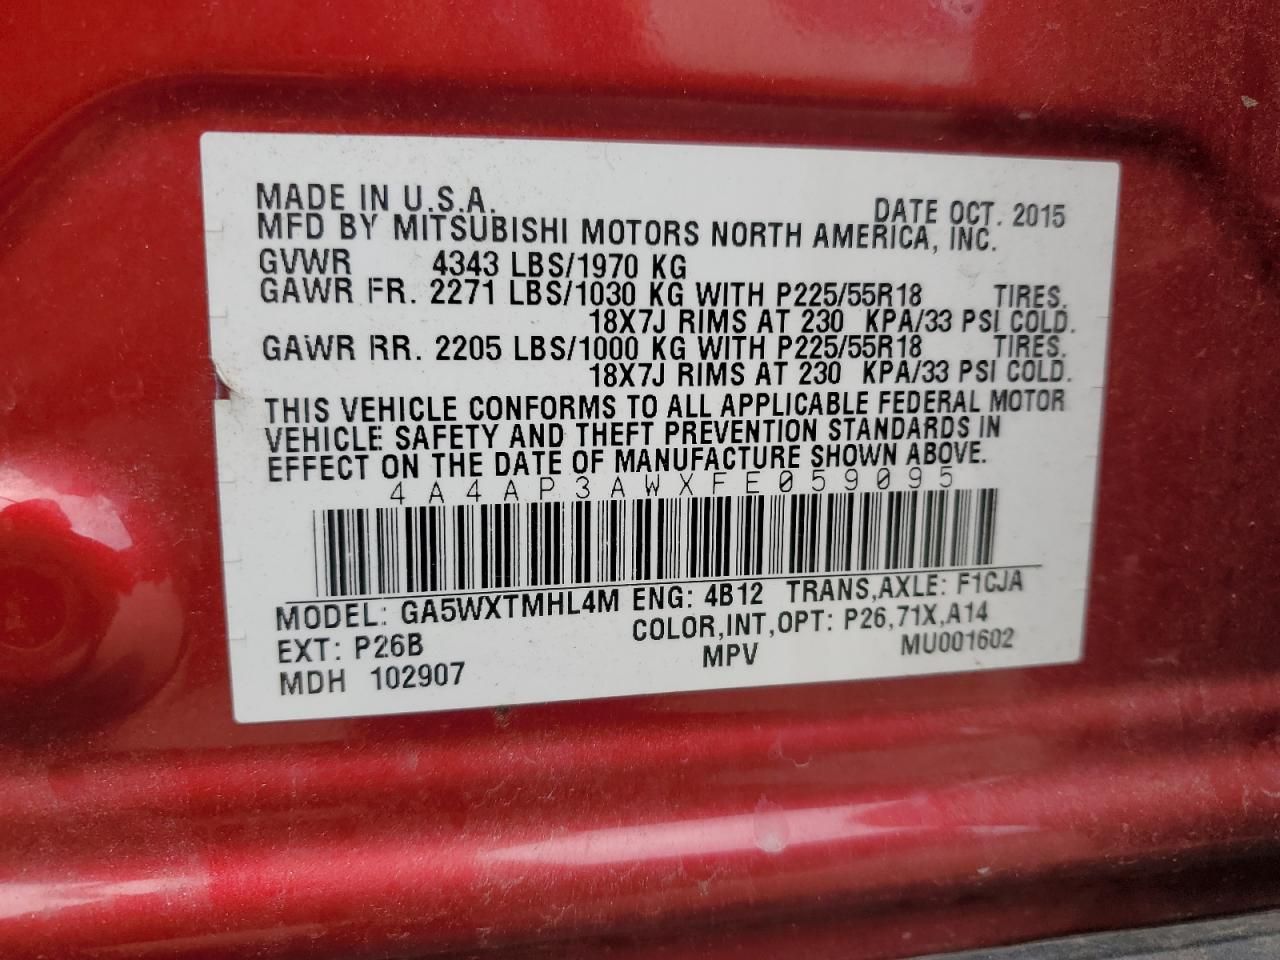 MADE IN U.S.A. DATE OCT. 2015
MFD BY MITSUBISHI MOTORS NORTH AMERICA, INC.
GVWR 4343 LBS/1970 KG
GAWR FR. 2271 LBS/1030 KG WITH P225/55R18 TIRES.
18X7J RIMS AT 230 KPA/33 PSI COLD.
GAWR RR. 2205 LBS/1000 KG WITH P225/55R18 TIRES.
18X7J RIMS AT 230 KPA/33 PSI COLD.
THIS VEHICLE CONFORMS TO ALL APPLICABLE FEDERAL MOTOR
VEHICLE SAFETY AND THEFT PREVENTION STANDARDS IN
EFFECT ON THE DATE OF MANUFACTURE SHOWN ABOVE.
4A4AP3AWXFE059095
MODEL: GA5WXTMHL4M ENG: 4B12 TRANS,AXLE: F1CJA
EXT: P26B COLOR,INT,OPT: P26,71X,A14
MDH 102907 MPV MU001602